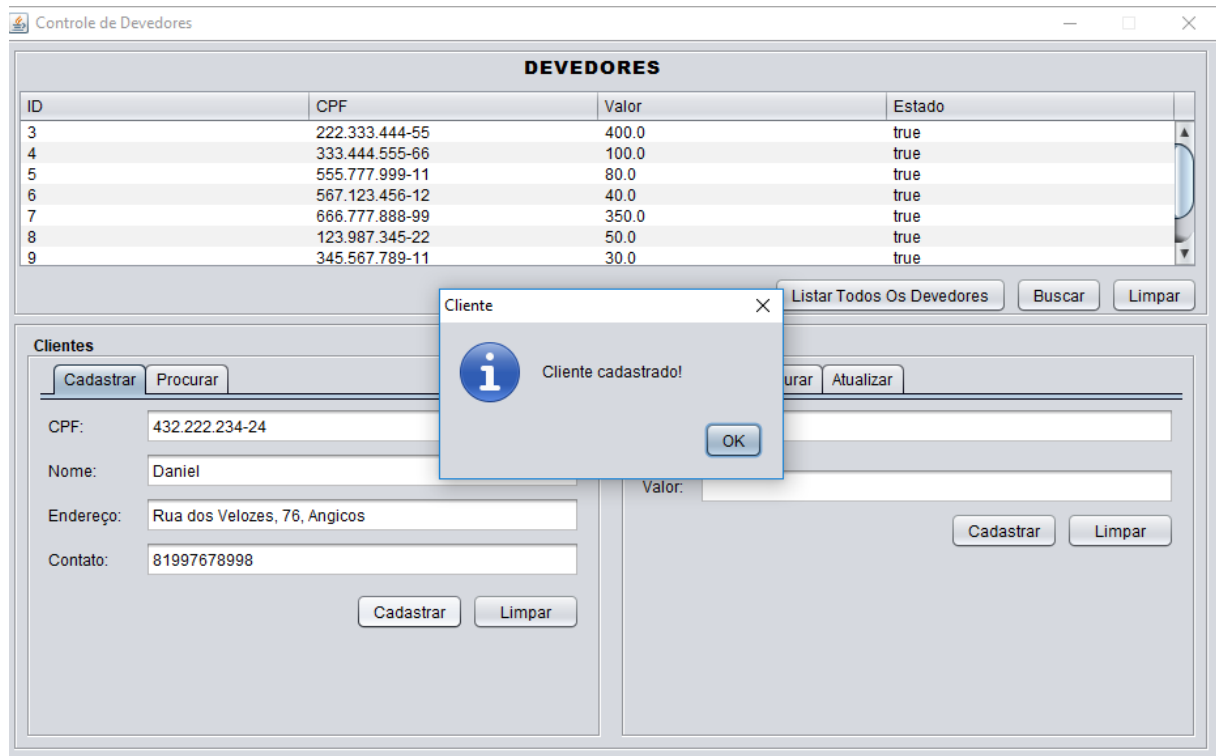 Controle de Devedores
DEVEDORES
ID CPF Valor Estado
3 222.333.444-55 400.0 true
4 333.444.555-66 100.0 true
5 555.777.999-11 80.0 true
6 567.123.456-12 40.0 true
7 666.777.888-99 350.0 true
8 123.987.345-22 50.0 true
9 345.567.789-11 30.0 true
Listar Todos Os Devedores Buscar Limpar
Cliente
Cliente cadastrado!
OK
Clientes
Cadastrar Procurar
CPF: 432.222.234-24
Nome: Daniel
Endereço: Rua dos Velozes, 76, Angicos
Contato: 81997678998
Cadastrar Limpar
urar Atualizar
Valor:
Cadastrar Limpar